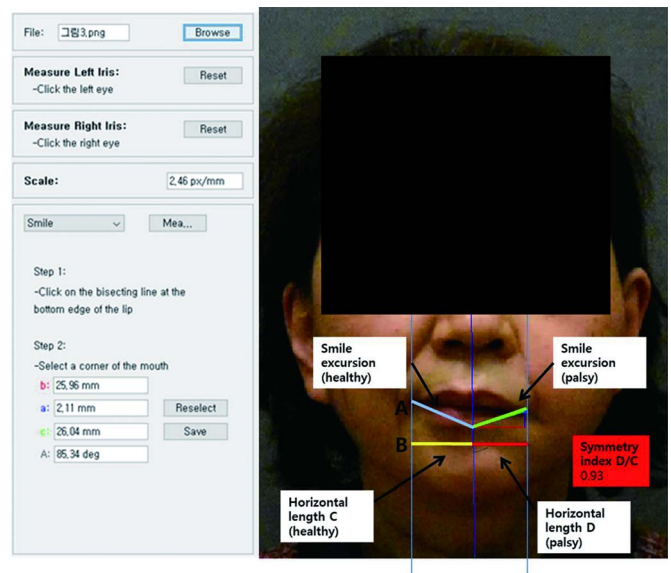 File: 그림3.png Browse
Measure Left Iris: Reset
-Click the left eye
Measure Right Iris: Reset
-Click the right eye
Scale: 2,46 px/mm
Smile Mea...
Step 1:
-Click on the bisecting line at the
bottom edge of the lip
Step 2:
-Select a corner of the mouth
b: 25,96 mm
a: 2,11 mm Reselect
c: 26,04 mm Save
A: 85,34 deg
Smile
excursion
(healthy)
Smile
excursion
(palsy)
A
B
Symmetry
index D/C
0.93
Horizontal
length C
(healthy)
Horizontal
length D
(palsy)